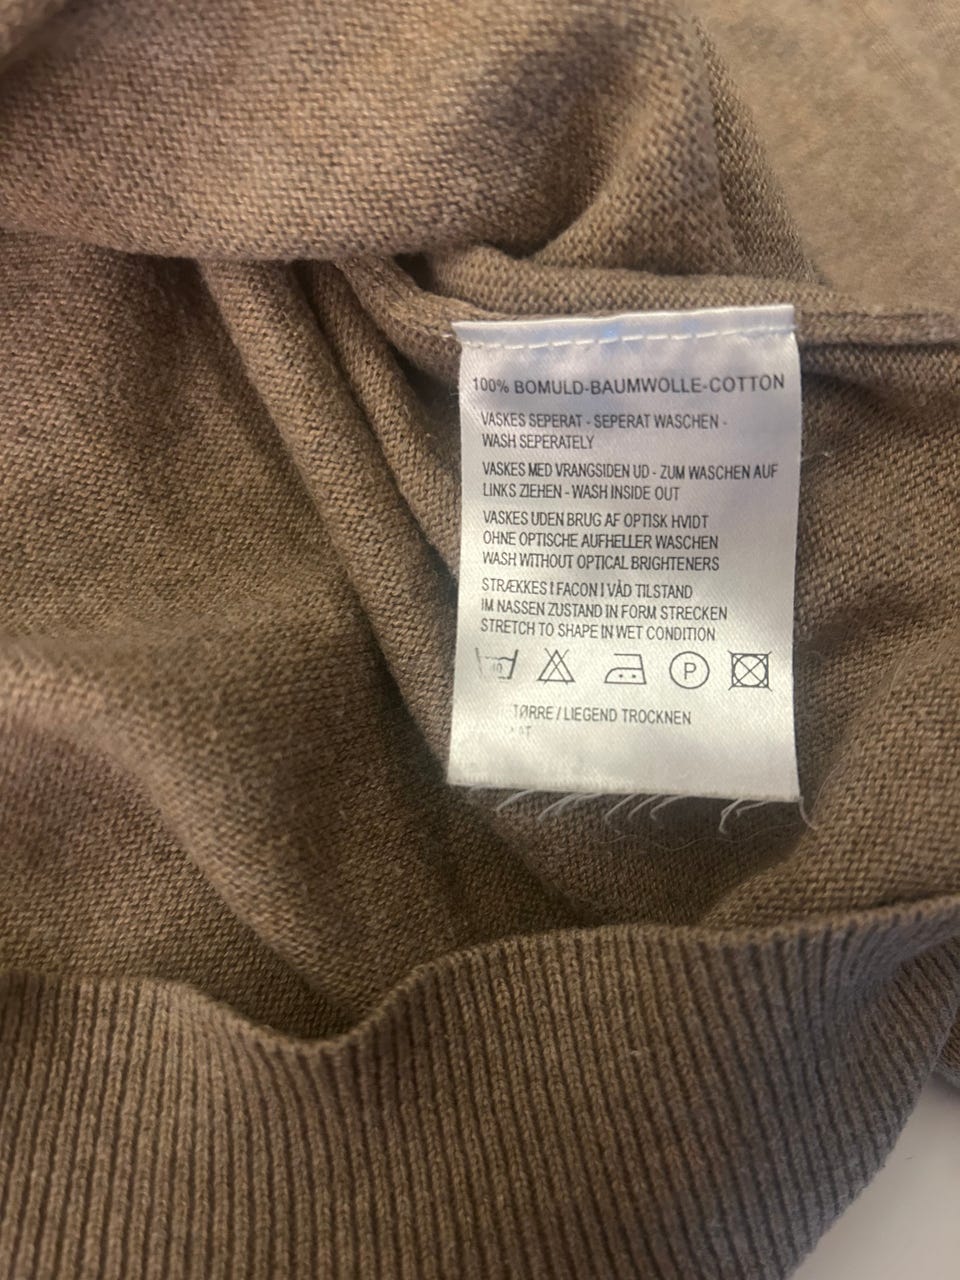 100% BOMULD-BAUMWOLLE-COTTON
VASKES SEPERAT - SEPERAT WASCHEN -
WASH SEPERATELY
VASKES MED VRANGSIDEN UD - ZUM WASCHEN AUF
LINKS ZIEHEN - WASH INSIDE OUT
VASKES UDEN BRUG AF OPTISK HVIDT
OHNE OPTISCHE AUFHELLER WASCHEN
WASH WITHOUT OPTICAL BRIGHTENERS
STRÆKKES I FACON I VÅD TILSTAND
IM NASSEN ZUSTAND IN FORM STRECKEN
STRETCH TO SHAPE IN WET CONDITION
40 P
TØRRE / LIEGEND TROCKNEN